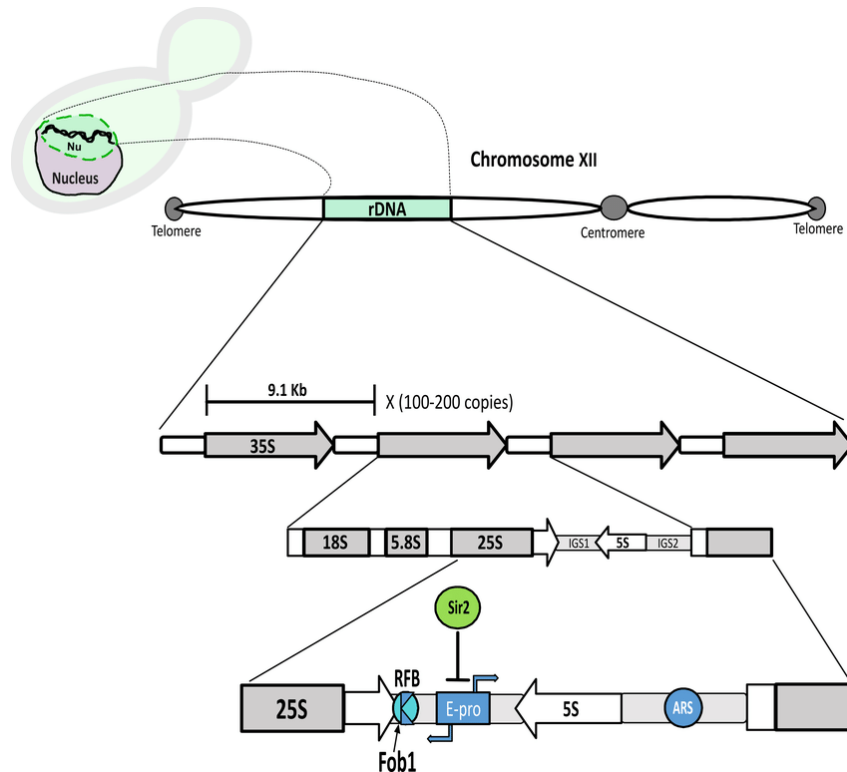 Chromosome XII
Nu
Nucleus
rDNA
Telomere
Centromere
Telomere
9.1 Kb
X (100-200 copies)
35S
18S
5.8S
25S
IGS1
5S
IGS2
Sir2
RFB
25S
E-pro
5S
ARS
Fob1